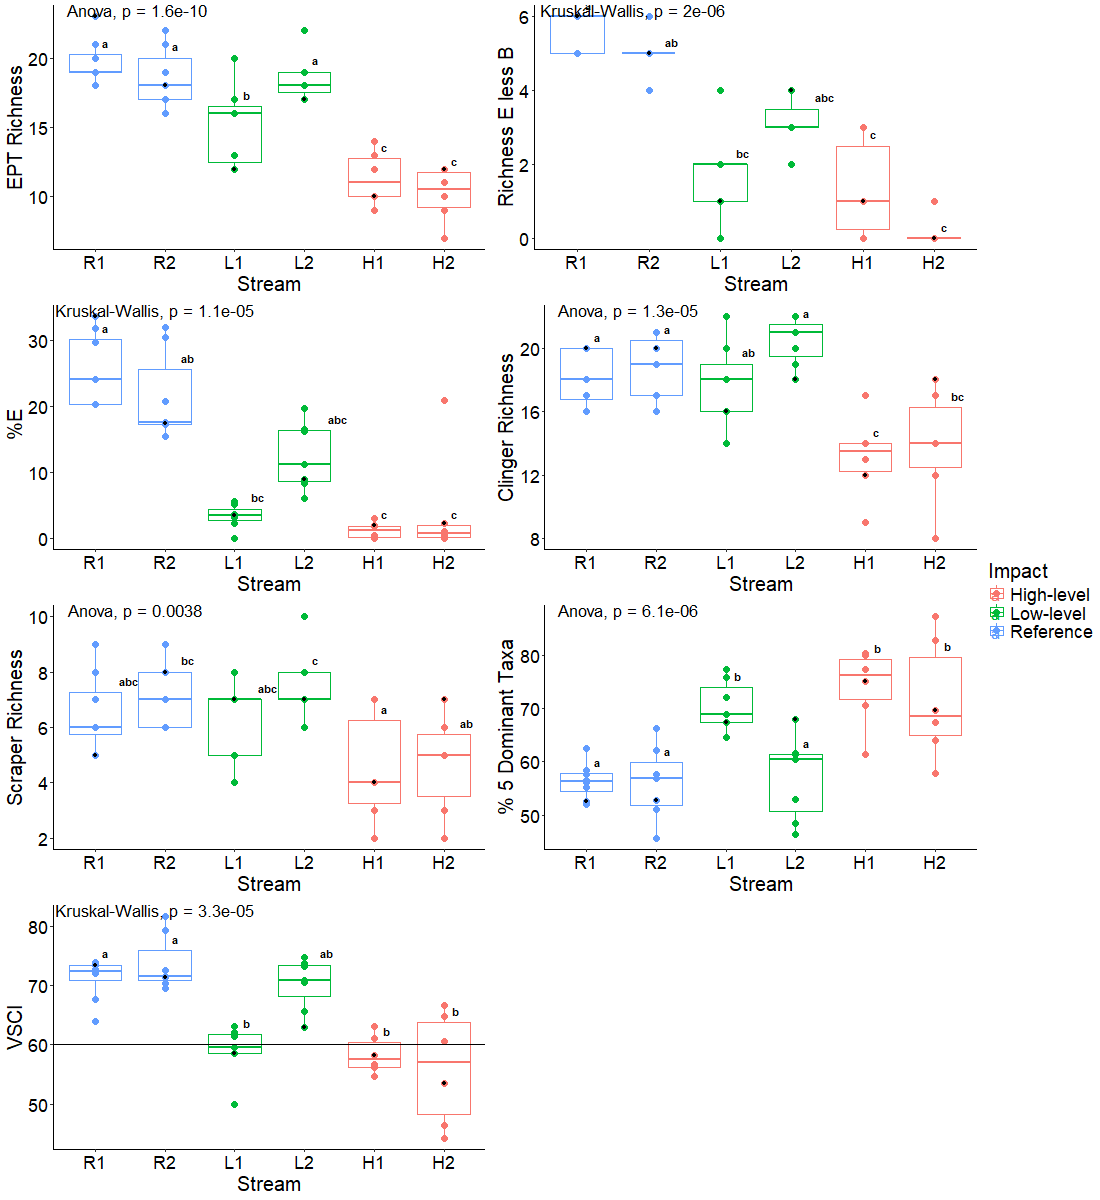 Anova, p = 1.6e-10
EPT Richness
20
15
10
a
a
b
a
c
c
R1 R2 L1 L2 H1 H2
Stream
Kruskal-Wallis, p = 2e-06
Richness E less B
6
4
2
0
ab
bc
abc
c
c
R1 R2 L1 L2 H1 H2
Stream
Kruskal-Wallis, p = 1.1e-05
%E
30
20
10
0
a
ab
bc
abc
c
c
R1 R2 L1 L2 H1 H2
Stream
Anova, p = 1.3e-05
Clinger Richness
20
16
12
8
a
a
ab
a
c
bc
R1 R2 L1 L2 H1 H2
Stream
Impact
High-level
Low-level
Reference
Anova, p = 0.0038
Scraper Richness
10
8
6
4
2
abc
bc
abc
c
a
ab
R1 R2 L1 L2 H1 H2
Stream
Anova, p = 6.1e-06
% 5 Dominant Taxa
80
70
60
50
a
a
b
a
b
b
R1 R2 L1 L2 H1 H2
Stream
Kruskal-Wallis, p = 3.3e-05
VSCI
80
70
60
50
a
a
b
ab
b
b
R1 R2 L1 L2 H1 H2
Stream